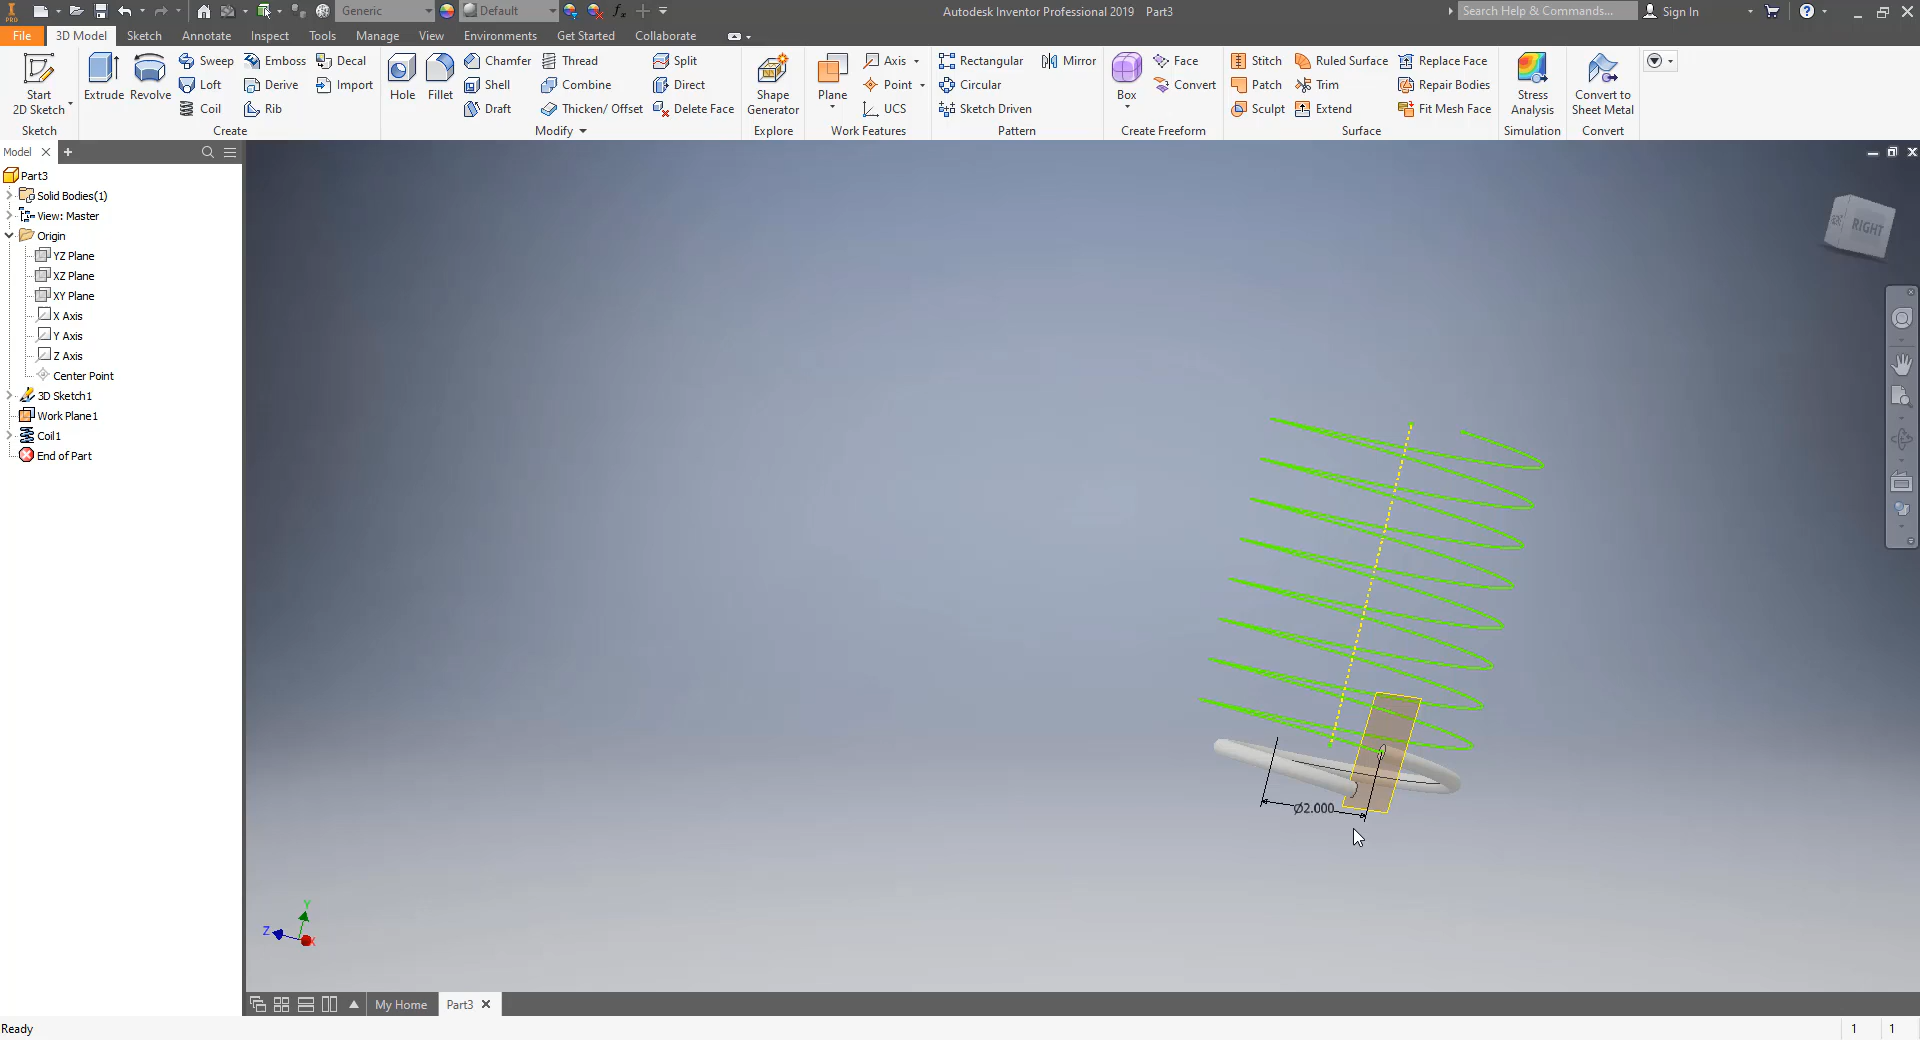 PRO Generic Default fx Autodesk Inventor Professional 2019 Part3 Search Help & Commands... Sign In
File 3D Model Sketch Annotate Inspect Tools Manage View Environments Get Started Collaborate
Start 2D Sketch
Sketch
Extrude Revolve
Sweep Emboss Decal
Loft Derive Import
Coil Rib
Create
Hole Fillet
Chamfer Thread Split
Shell Combine Direct
Draft Thicken/ Offset Delete Face
Modify
Shape Generator
Explore
Plane
Axis
Point
UCS
Work Features
Rectangular Mirror
Circular
Sketch Driven
Pattern
Box
Face
Convert
Create Freeform
Stitch Ruled Surface Replace Face
Patch Trim Repair Bodies
Sculpt Extend Fit Mesh Face
Surface
Stress Analysis
Simulation
Convert to Sheet Metal
Convert
Model
Part3
Solid Bodies(1)
View: Master
Origin
YZ Plane
XZ Plane
XY Plane
X Axis
Y Axis
Z Axis
Center Point
3D Sketch1
Work Plane1
Coil1
End of Part
RIGHT
Ø2.000
Y
Z
X
My Home Part3
Ready 1 1